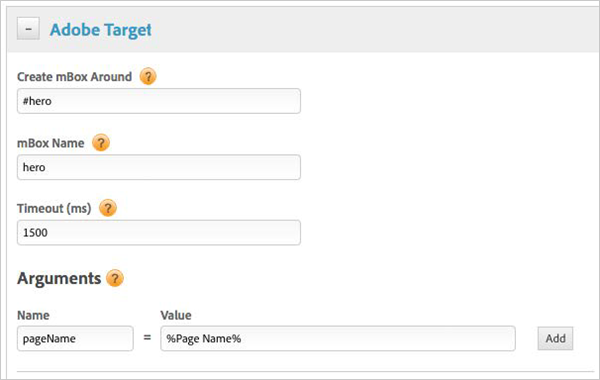 − Adobe Target
Create mBox Around ?
#hero
mBox Name ?
hero
Timeout (ms) ?
1500
Arguments ?
Name Value
pageName = %Page Name% Add